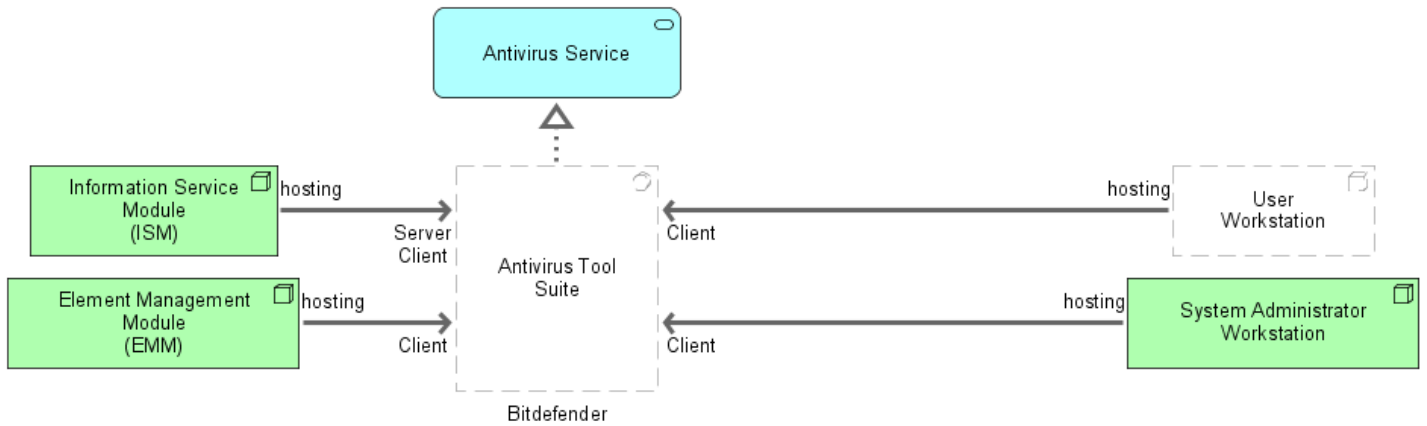 Antivirus Service
Information Service
Module
(ISM)
hosting
Server
Client
Element Management
Module
(EMM)
hosting
Client
Antivirus Tool
Suite
Bitdefender
hosting
Client
User
Workstation
hosting
Client
System Administrator
Workstation